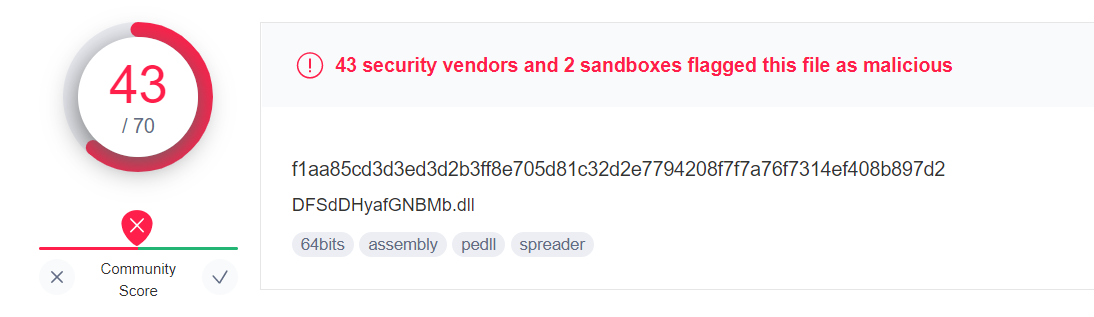 43
/ 70
Community
Score
43 security vendors and 2 sandboxes flagged this file as malicious
f1aa85cd3d3ed3d2b3ff8e705d81c32d2e7794208f7f7a76f7314ef408b897d2
DFSdDHyafGNBMb.dll
64bits assembly pedll spreader